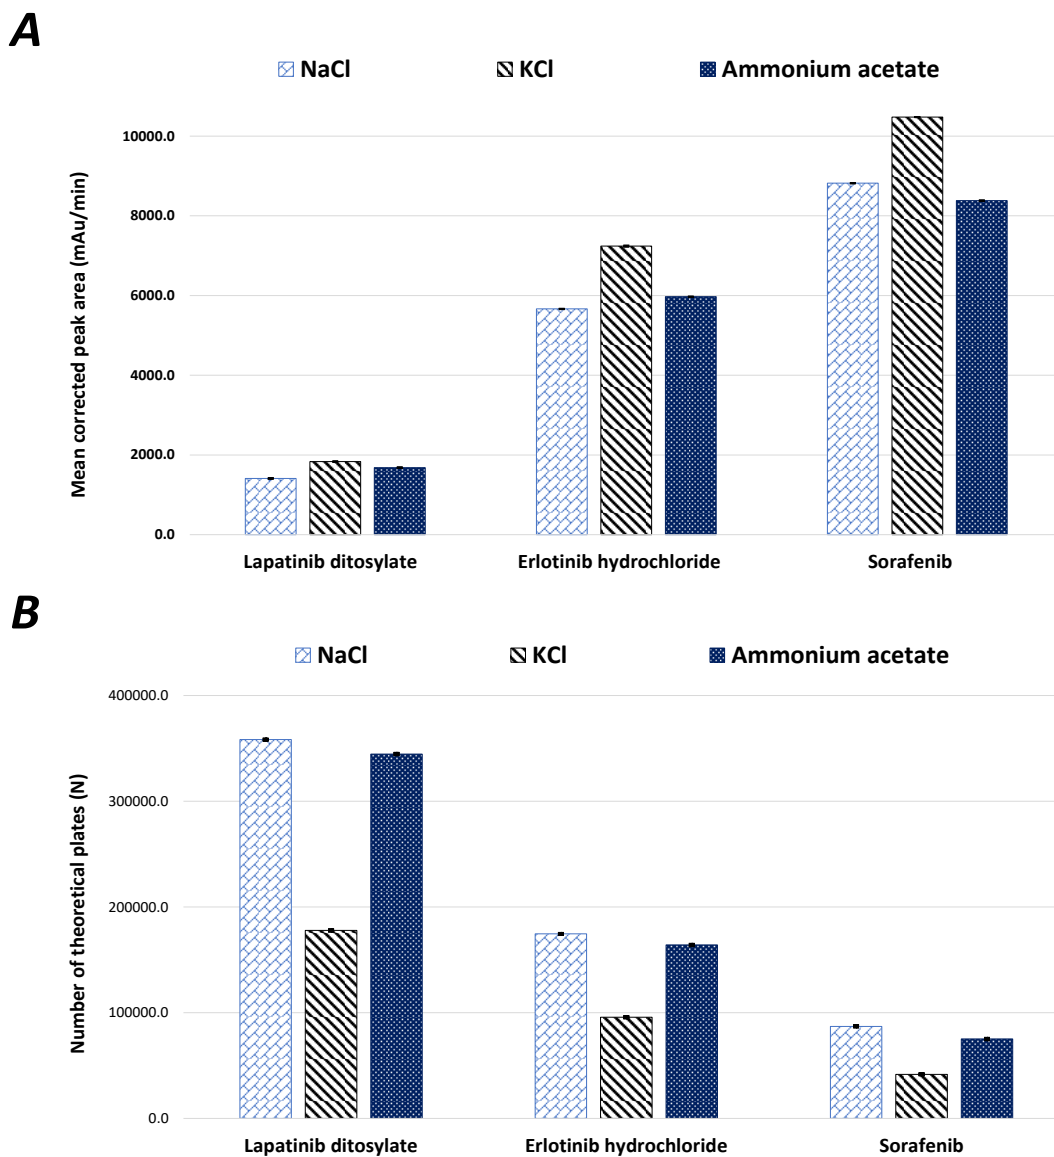 A
NaCl KCl Ammonium acetate
Mean corrected peak area (mAu/min)
10000.0
8000.0
6000.0
4000.0
2000.0
0.0
Lapatinib ditosylate Erlotinib hydrochloride Sorafenib
B
NaCl KCl Ammonium acetate
Number of theoretical plates (N)
400000.0
300000.0
200000.0
100000.0
0.0
Lapatinib ditosylate Erlotinib hydrochloride Sorafenib